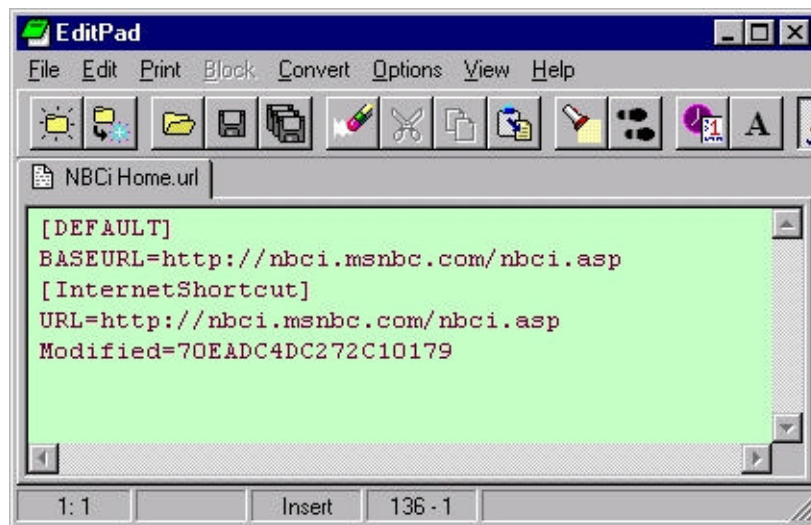 EditPad
File Edit Print Block Convert Options View Help
1 A
NBCi Home.url
[DEFAULT]
BASEURL=http://nbci.msnbc.com/nbci.asp
[InternetShortcut]
URL=http://nbci.msnbc.com/nbci.asp
Modified=70EADC4DC272C10179
1: 1 Insert 136 - 1